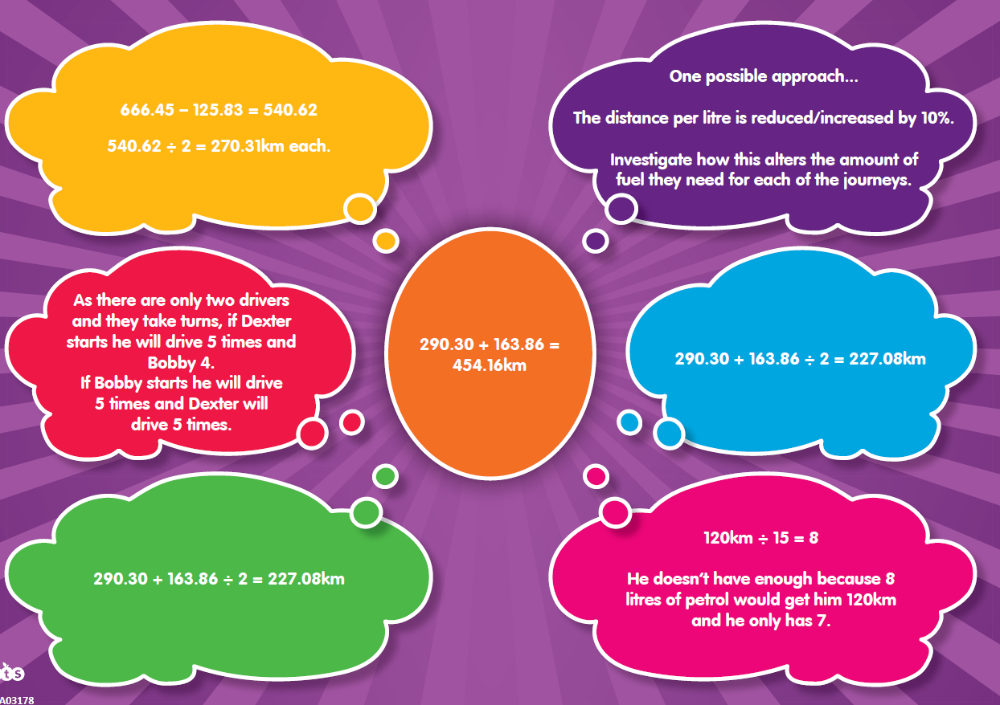 666.45 – 125.83 = 540.62
540.62 ÷ 2 = 270.31km each.
One possible approach...
The distance per litre is reduced/increased by 10%.
Investigate how this alters the amount of
fuel they need for each of the journeys.
As there are only two drivers
and they take turns, if Dexter
starts he will drive 5 times and
Bobby 4.
If Bobby starts he will drive
5 times and Dexter will
drive 5 times.
290.30 + 163.86 =
454.16km
290.30 + 163.86 ÷ 2 = 227.08km
290.30 + 163.86 ÷ 2 = 227.08km
120km ÷ 15 = 8
He doesn't have enough because 8
litres of petrol would get him 120km
and he only has 7.
ts
A03178